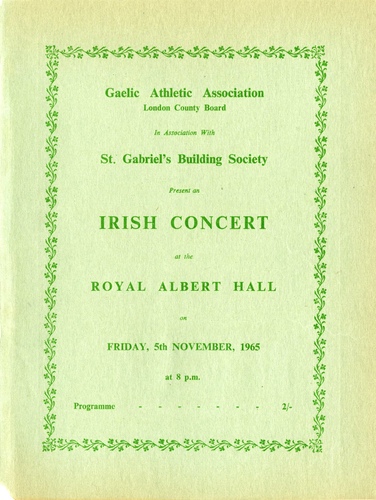 Gaelic Athletic Association
London County Board
In Association With
St. Gabriel's Building Society
Present an
IRISH CONCERT
at the
ROYAL ALBERT HALL
on
FRIDAY, 5th NOVEMBER, 1965
at 8 p.m.
Programme - - - - - - - 2/-